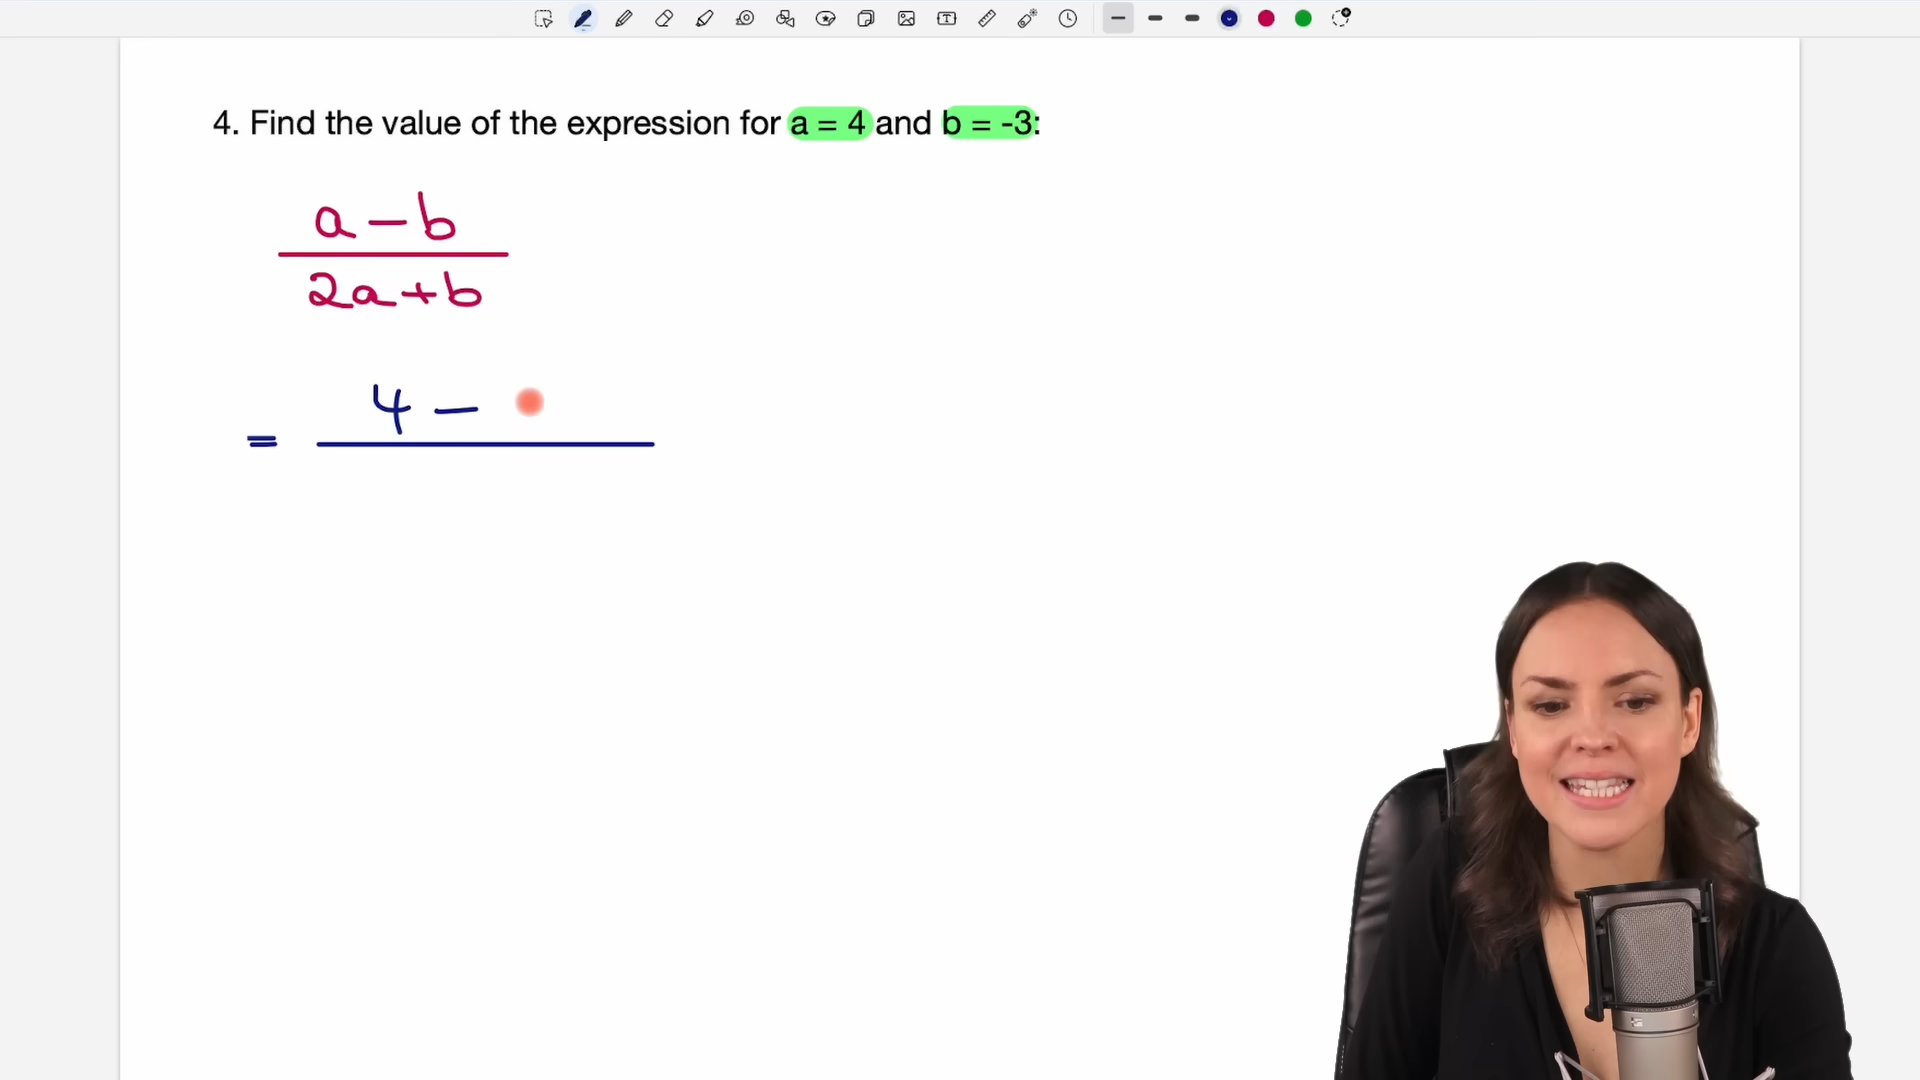 4. Find the value of the expression for a = 4 and b = -3:
a - b
2a + b
4 -
=